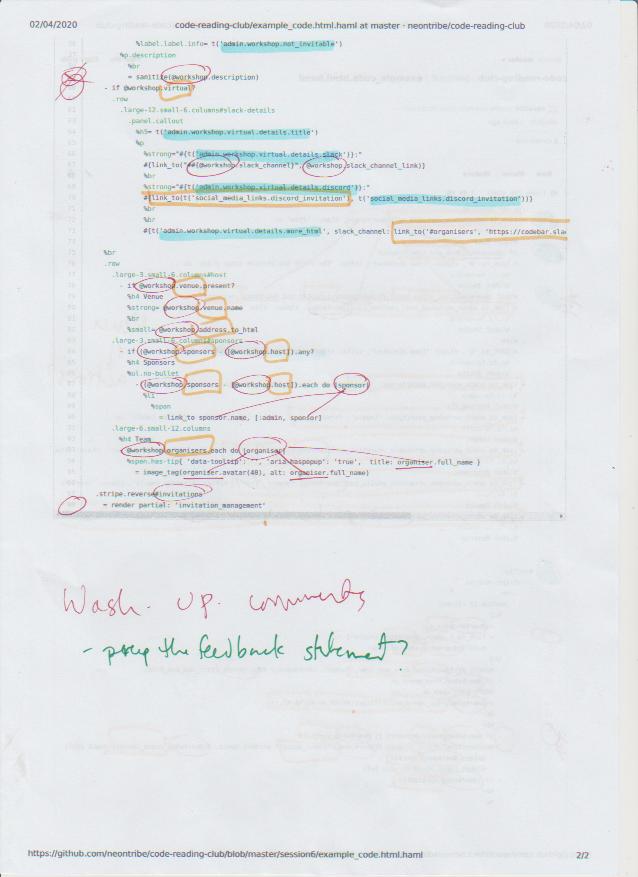 02/04/2020 code-reading-club/example_code.html.haml at master · neontribe/code-reading-club
%label.label.info= t('admin.workshop.not_invitable')
%p.description
%br
= sanitize(@workshop.description)
- if @workshop.virtual?
.row
.large-12.small-6.columns#slack-details
.panel.callout
%h5= t('admin.workshop.virtual.details.title')
%p
%strong="#{t('admin.workshop.virtual.details.slack')}:"
#{link_to("##{@workshop.slack_channel}", @workshop.slack_channel_link)}
%br
%strong="#{t('admin.workshop.virtual.details.discord')}:"
#{link_to(t('social_media_links.discord_invitation'), t('social_media_links.discord_invitation'))}
%br
%br
#{t('admin.workshop.virtual.details.more_html', slack_channel: link_to('#organisers', 'https://codebar.slac
%br
.row
.large-3.small-6.columns#host
- if @workshop.venue.present?
%h4 Venue
%strong= @workshop.venue.name
%br
%small= @workshop.address.to_html
.large-3.small-6.columns#sponsors
- if (@workshop.sponsors - [@workshop.host]).any?
%h4 Sponsors
%ul.no-bullet
- (@workshop.sponsors - [@workshop.host]).each do |sponsor|
%li
%span
= link_to sponsor.name, [:admin, sponsor]
.large-6.small-12.columns
%h4 Team
- @workshop.organisers.each do |organiser|
%span.has-tip{ 'data-tooltip': '', 'aria-haspopup': 'true', title: organiser.full_name }
= image_tag(organiser.avatar(40), alt: organiser.full_name)
.stripe.reverse#invitations
= render partial: 'invitation_management'
Wash. up. comments
- the feedback statement?
https://github.com/neontribe/code-reading-club/blob/master/session6/example_code.html.haml 2/2